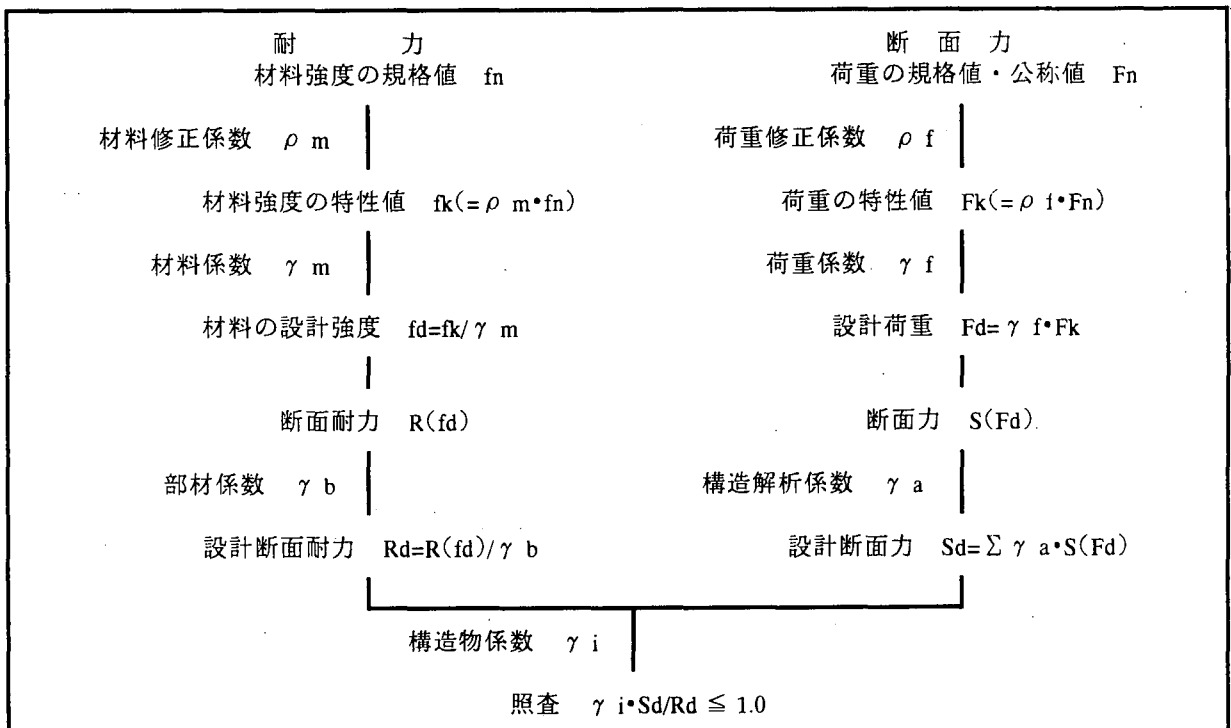 耐 力
材料強度の規格値 fn
材料修正係数 ρ m
材料強度の特性値 fk(=ρ m•fn)
材料係数 γ m
材料の設計強度 fd=fk/γ m
断面耐力 R(fd)
部材係数 γ b
設計断面耐力 Rd=R(fd)/γ b
断 面 力
荷重の規格値・公称値 Fn
荷重修正係数 ρ f
荷重の特性値 Fk(=ρ f•Fn)
荷重係数 γ f
設計荷重 Fd=γ f•Fk
断面力 S(Fd)
構造解析係数 γ a
設計断面力 Sd=Σ γ a•S(Fd)
構造物係数 γ i
照査 γ i•Sd/Rd ≦ 1.0